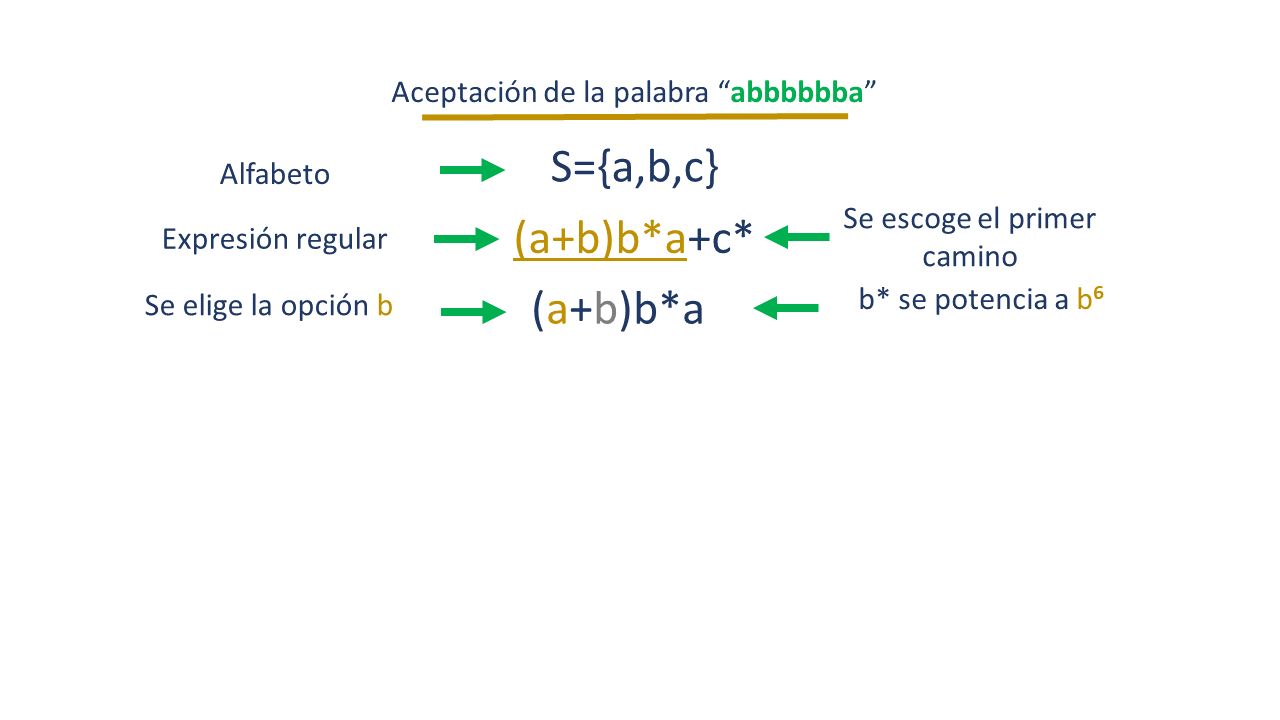 Aceptación de la palabra “abbbbbba”
Alfabeto
S={a,b,c}
Expresión regular
(a+b)b*a+c*
Se escoge el primer
camino
Se elige la opción b
(a+b)b*a
b* se potencia a b⁶